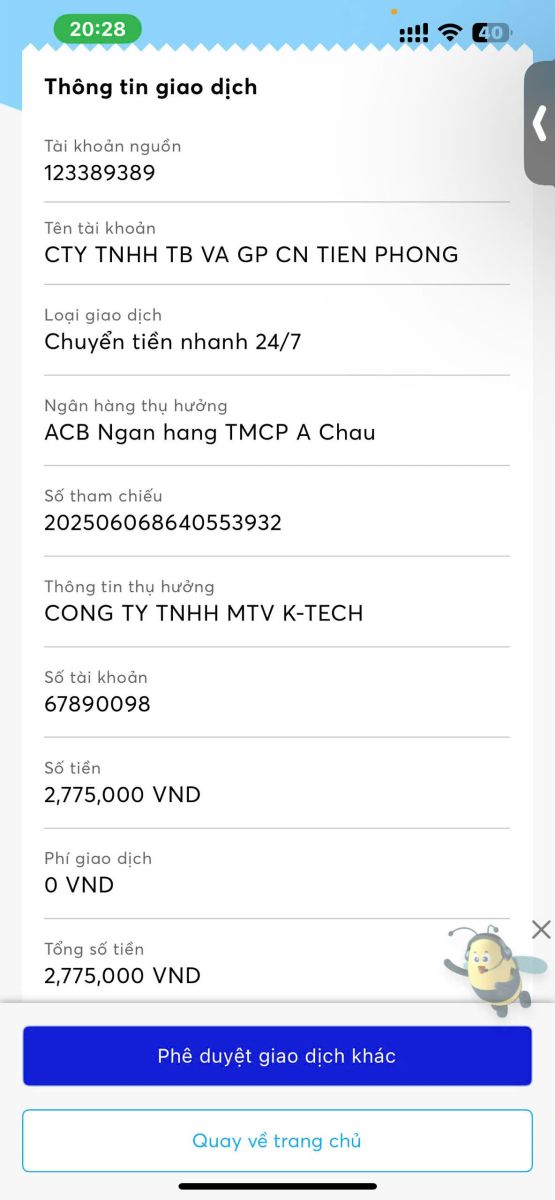 20:28
40
Thông tin giao dịch
Tài khoản nguồn
123389389
Tên tài khoản
CTY TNHH TB VA GP CN TIEN PHONG
Loại giao dịch
Chuyển tiền nhanh 24/7
Ngân hàng thụ hưởng
ACB Ngan hang TMCP A Chau
Số tham chiếu
202506068640553932
Thông tin thụ hưởng
CONG TY TNHH MTV K-TECH
Số tài khoản
67890098
Số tiền
2,775,000 VND
Phí giao dịch
0 VND
Tổng số tiền
2,775,000 VND
Phê duyệt giao dịch khác
Quay về trang chủ